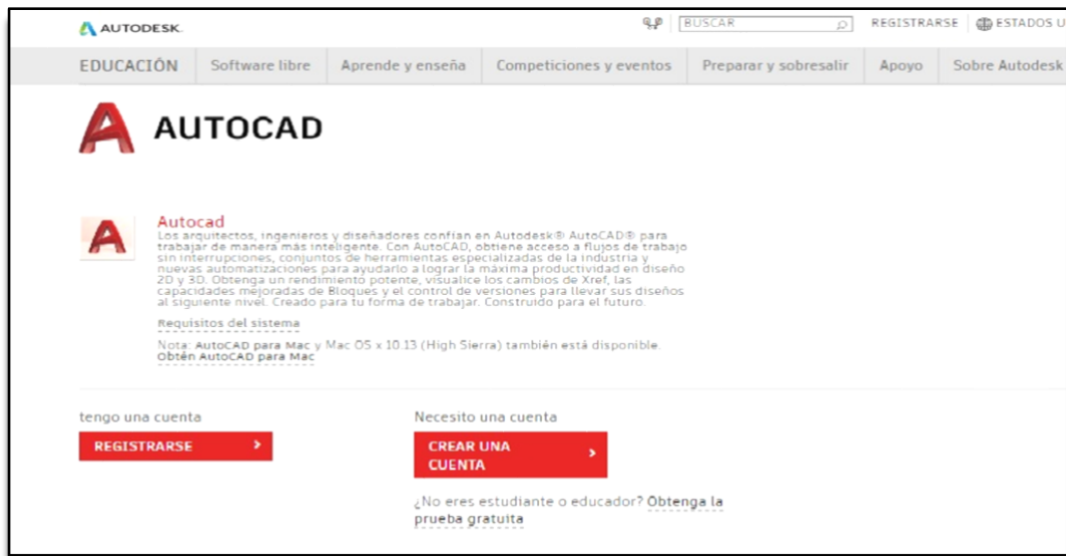 AUTODESK.
BUSCAR
REGISTRARSE
ESTADOS U
EDUCACIÓN
Software libre
Aprende y enseña
Competiciones y eventos
Preparar y sobresalir
Apoyo
Sobre Autodesk
AUTOCAD
Autocad
Los arquitectos, ingenieros y diseñadores confían en Autodesk® AutoCAD® para
trabajar de manera más inteligente. Con AutoCAD, obtiene acceso a flujos de trabajo
sin interrupciones, conjuntos de herramientas especializadas de la industria y
nuevas automatizaciones para ayudarlo a lograr la máxima productividad en diseño
2D y 3D. Obtenga un rendimiento potente, visualice los cambios de Xref, las
capacidades mejoradas de Bloques y el control de versiones para llevar sus diseños
al siguiente nivel. Creado para tu forma de trabajar. Construido para el futuro.
Requisitos del sistema
Nota: AutoCAD para Mac y Mac OS x 10.13 (High Sierra) también está disponible.
Obtén AutoCAD para Mac
tengo una cuenta
REGISTRARSE
Necesito una cuenta
CREAR UNA
CUENTA
¿No eres estudiante o educador? Obtenga la
prueba gratuita